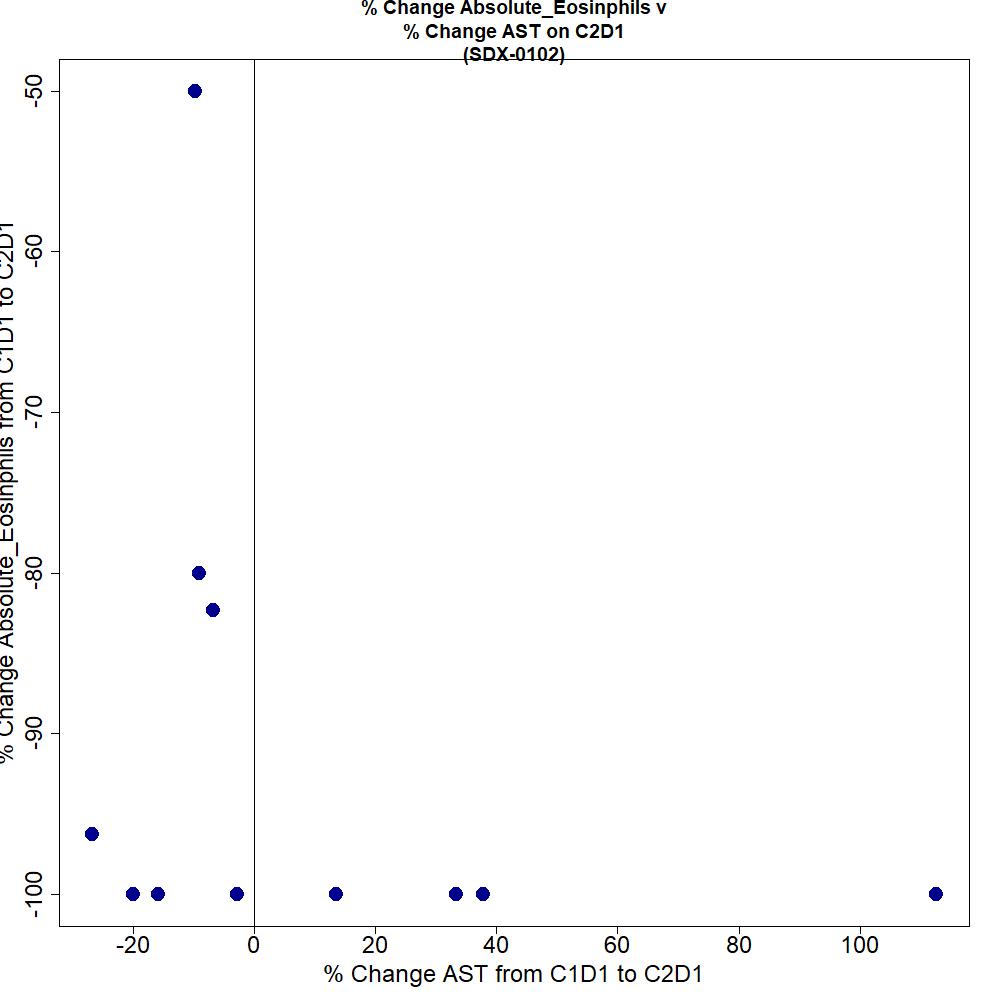 % Change Absolute_Eosinphils v
% Change AST on C2D1
(SDX-0102)
% Change Absolute_Eosinphils from C1D1 to C2D1
-50
-60
-70
-80
-90
-100
-20
0
20
40
60
80
100
% Change AST from C1D1 to C2D1